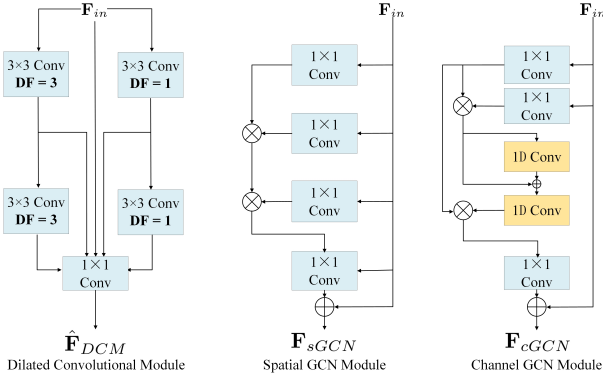 F_in
3×3 Conv
DF = 3
3×3 Conv
DF = 1
3×3 Conv
DF = 3
3×3 Conv
DF = 1
1×1
Conv
F̂_DCM
Dilated Convolutional Module
F_in
1×1
Conv
1×1
Conv
1×1
Conv
1×1
Conv
F_sGCN
Spatial GCN Module
F_in
1×1
Conv
1×1
Conv
1D Conv
1D Conv
1×1
Conv
F_cGCN
Channel GCN Module